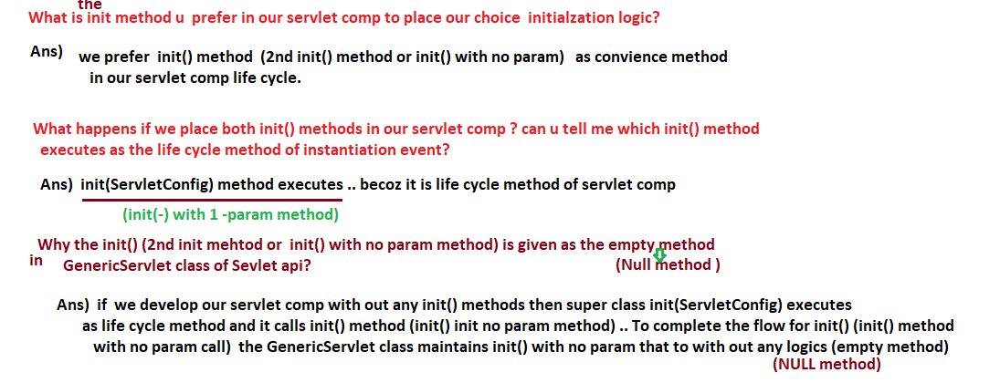 the
What is init method u  prefer in our servlet comp to place our choice  initialzation logic?
Ans)  we prefer  init() method  (2nd init() method or init() with no param)   as convience method
in our servlet comp life cycle.
What happens if we place both init() methods in our servlet comp ? can u tell me which init() method
executes as the life cycle method of instantiation event?
Ans)  init(ServletConfig) method executes .. becoz it is life cycle method of servlet comp
(init(-) with 1 -param method)
Why the init() (2nd init mehtod or  init() with no param method) is given as the empty method
in GenericServlet class of Sevlet api? (Null method )
Ans)  if  we develop our servlet comp with out any init() methods then super class init(ServletConfig) executes
as life cycle method and it calls init() method (init() init no param method) .. To complete the flow for init() (init() method
with no param call)  the GenericServlet class maintains init() with no param that to with out any logics (empty method)
(NULL method)